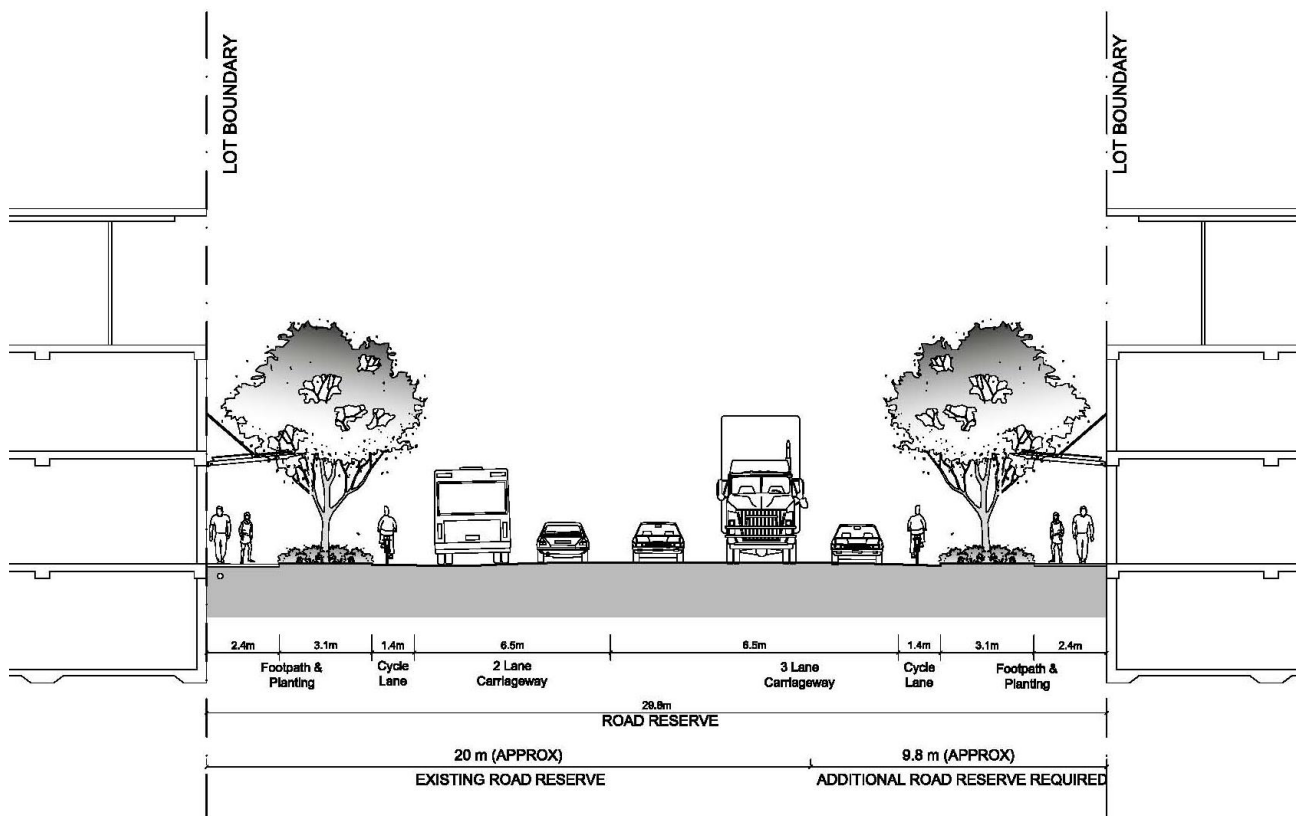 LOT BOUNDARY
LOT BOUNDARY
2.4m
3.1m
1.4m
6.5m
6.5m
1.4m
3.1m
2.4m
Footpath &
Planting
Cycle
Lane
2 Lane
Carriageway
3 Lane
Carriageway
Cycle
Lane
Footpath &
Planting
29.8m
ROAD RESERVE
20 m (APPROX)
9.8 m (APPROX)
EXISTING ROAD RESERVE
ADDITIONAL ROAD RESERVE REQUIRED